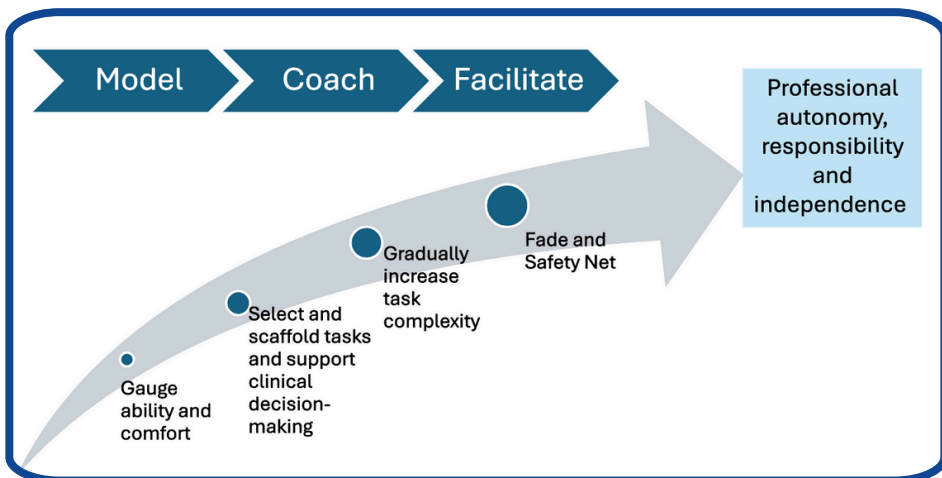 Model
Coach
Facilitate
Professional
autonomy,
responsibility
and
independence
Fade and
Safety Net
Gradually
increase
task
complexity
Select and
scaffold tasks
and support
clinical
decision-
making
Gauge
ability and
comfort